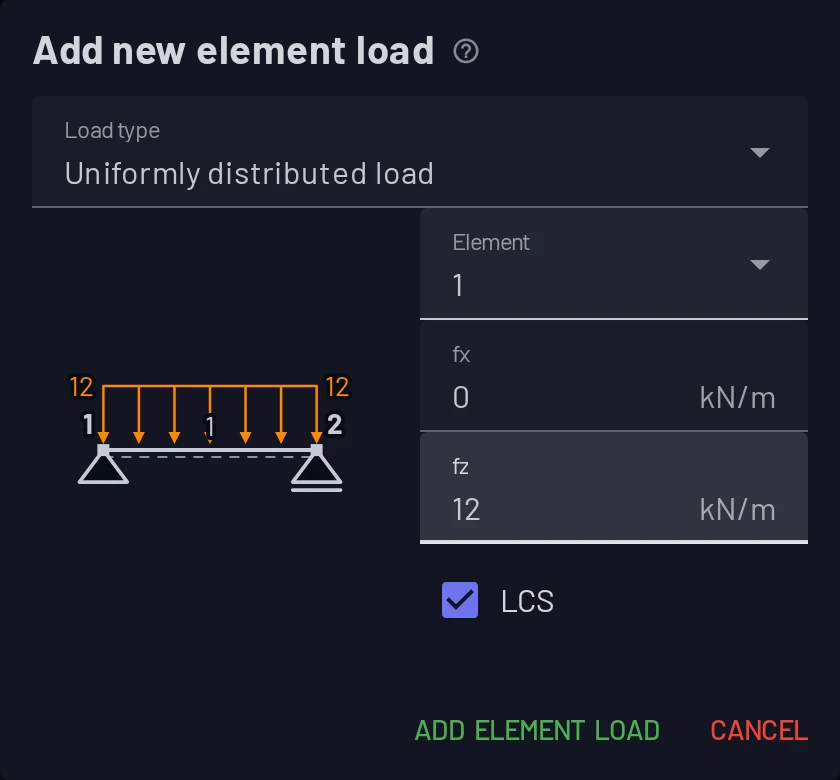 Add new element load ?
Load type
Uniformly distributed load
Element
1
fx
0 kN/m
fz
12 kN/m
LCS
12 12
1 1 2
ADD ELEMENT LOAD CANCEL